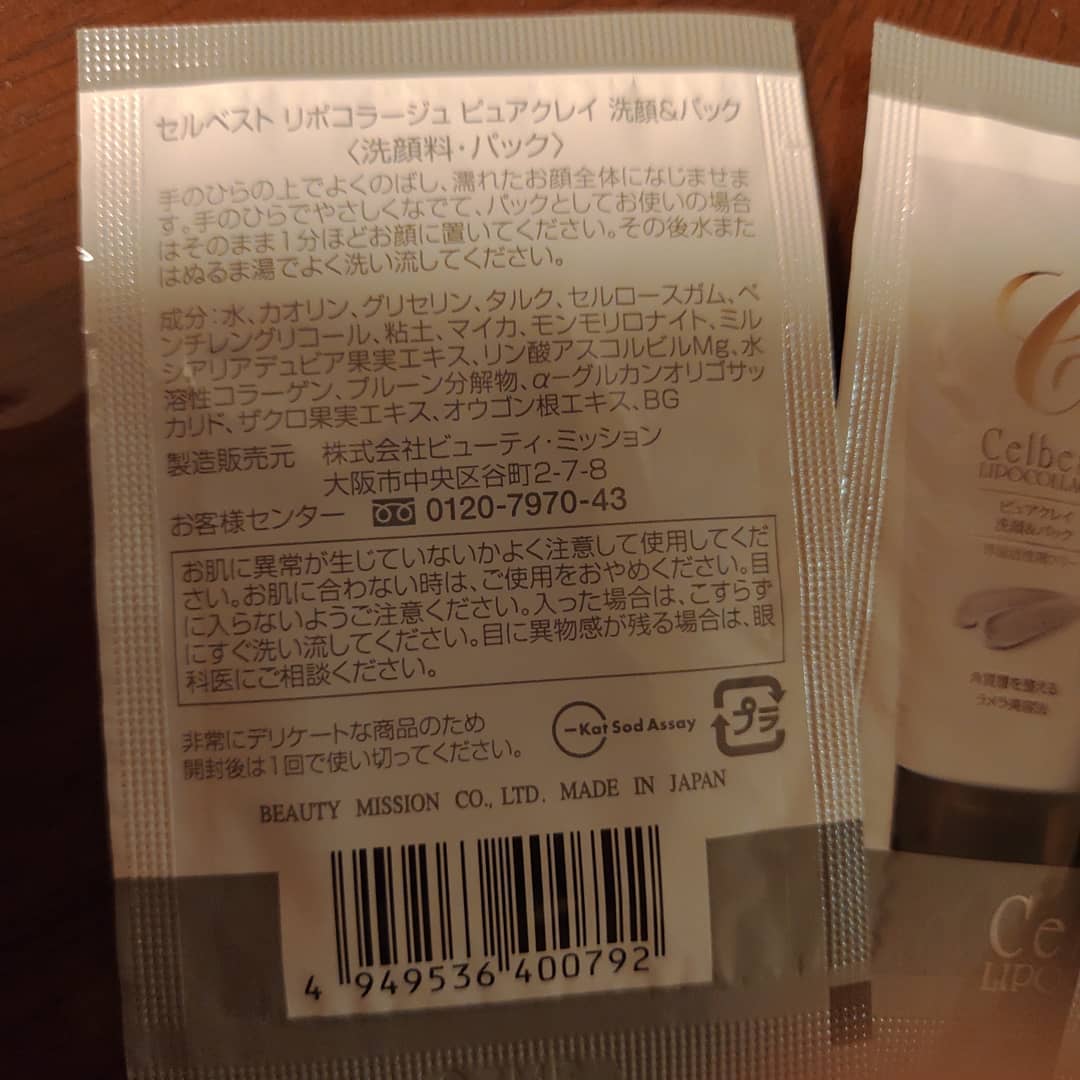 セルベスト リポコラージュ ピュアクレイ 洗顔&パック
〈洗顔料・パック〉
手のひらの上でよくのばし、濡れたお顔全体になじませま
す。手のひらでやさしくなでて、パックとしてお使いの場合
はそのまま1分ほどお顔に置いてください。その後水また
はぬるま湯でよく洗い流してください。
成分:水、カオリン、グリセリン、タルク、セルロースガム、ペ
ンチレングリコール、粘土、マイカ、モンモリロナイト、ミル
シアリアデュビア果実エキス、リン酸アスコルビルMg、水
溶性コラーゲン、プルーン分解物、α-グルカンオリゴサッ
カリド、ザクロ果実エキス、オウゴン根エキス、BG
製造販売元 株式会社ビューティ・ミッション
大阪市中央区谷町2-7-8
お客様センター 0120-7970-43
お肌に異常が生じていないかよく注意して使用してくだ
さい。お肌に合わない時は、ご使用をおやめください。目
に入らないようご注意ください。入った場合は、こすらず
にすぐ洗い流してください。目に異物感が残る場合は、眼
科医にご相談ください。
非常にデリケートな商品のため
開封後は1回で使い切ってください。
Kat Sod Assay
プラ
BEAUTY MISSION CO., LTD. MADE IN JAPAN
4 949536 400792
Celbe
LIPOCOLLA
ピュアクレイ
洗顔&パック
角質層を整える
ラメラ美容法
Ce
LIPO